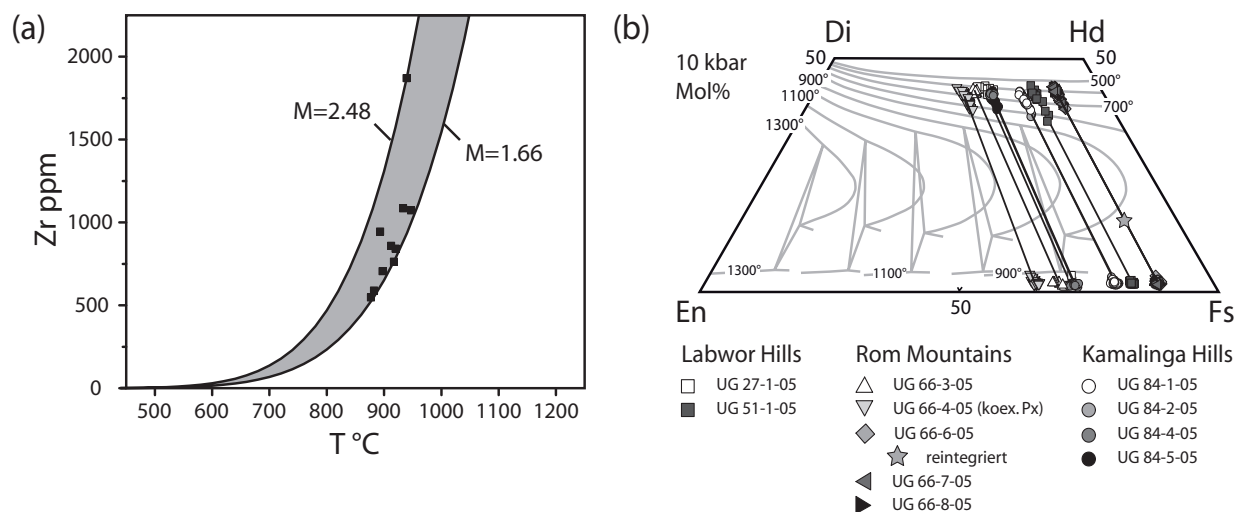 (a)
2000
1500
1000
500
0
Zr ppm
M=2.48
M=1.66
500 600 700 800 900 1000 1100 1200
T °C
(b)
Di Hd
50 50
10 kbar
Mol%
900°
1100°
1300°
500°
700°
1300° 1100° 900°
En 50 Fs
Labwor Hills
UG 27-1-05
UG 51-1-05
Rom Mountains
UG 66-3-05
UG 66-4-05 (koex. Px)
UG 66-6-05
reintegriert
UG 66-7-05
UG 66-8-05
Kamalinga Hills
UG 84-1-05
UG 84-2-05
UG 84-4-05
UG 84-5-05